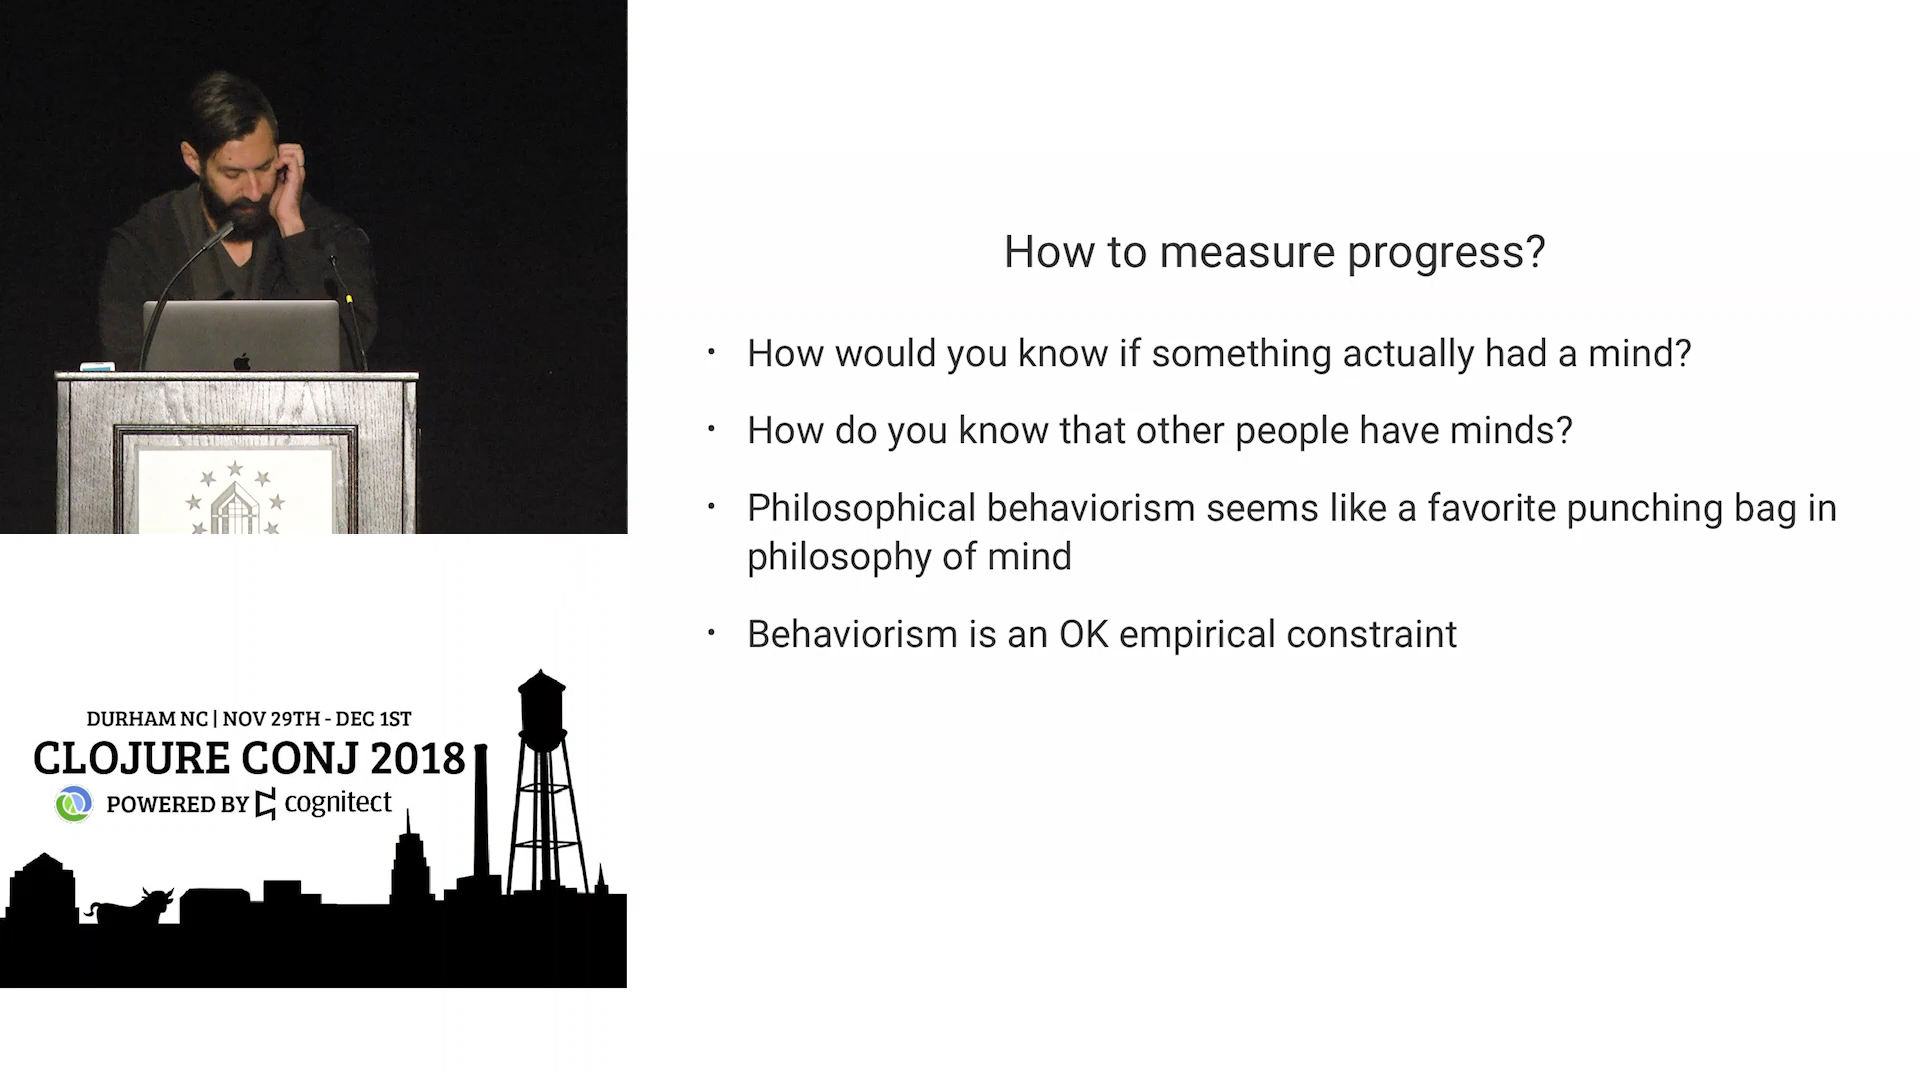 How to measure progress?
• How would you know if something actually had a mind?
• How do you know that other people have minds?
• Philosophical behaviorism seems like a favorite punching bag in
philosophy of mind
• Behaviorism is an OK empirical constraint
DURHAM NC | NOV 29TH - DEC 1ST
CLOJURE CONJ 2018
POWERED BY cognitect